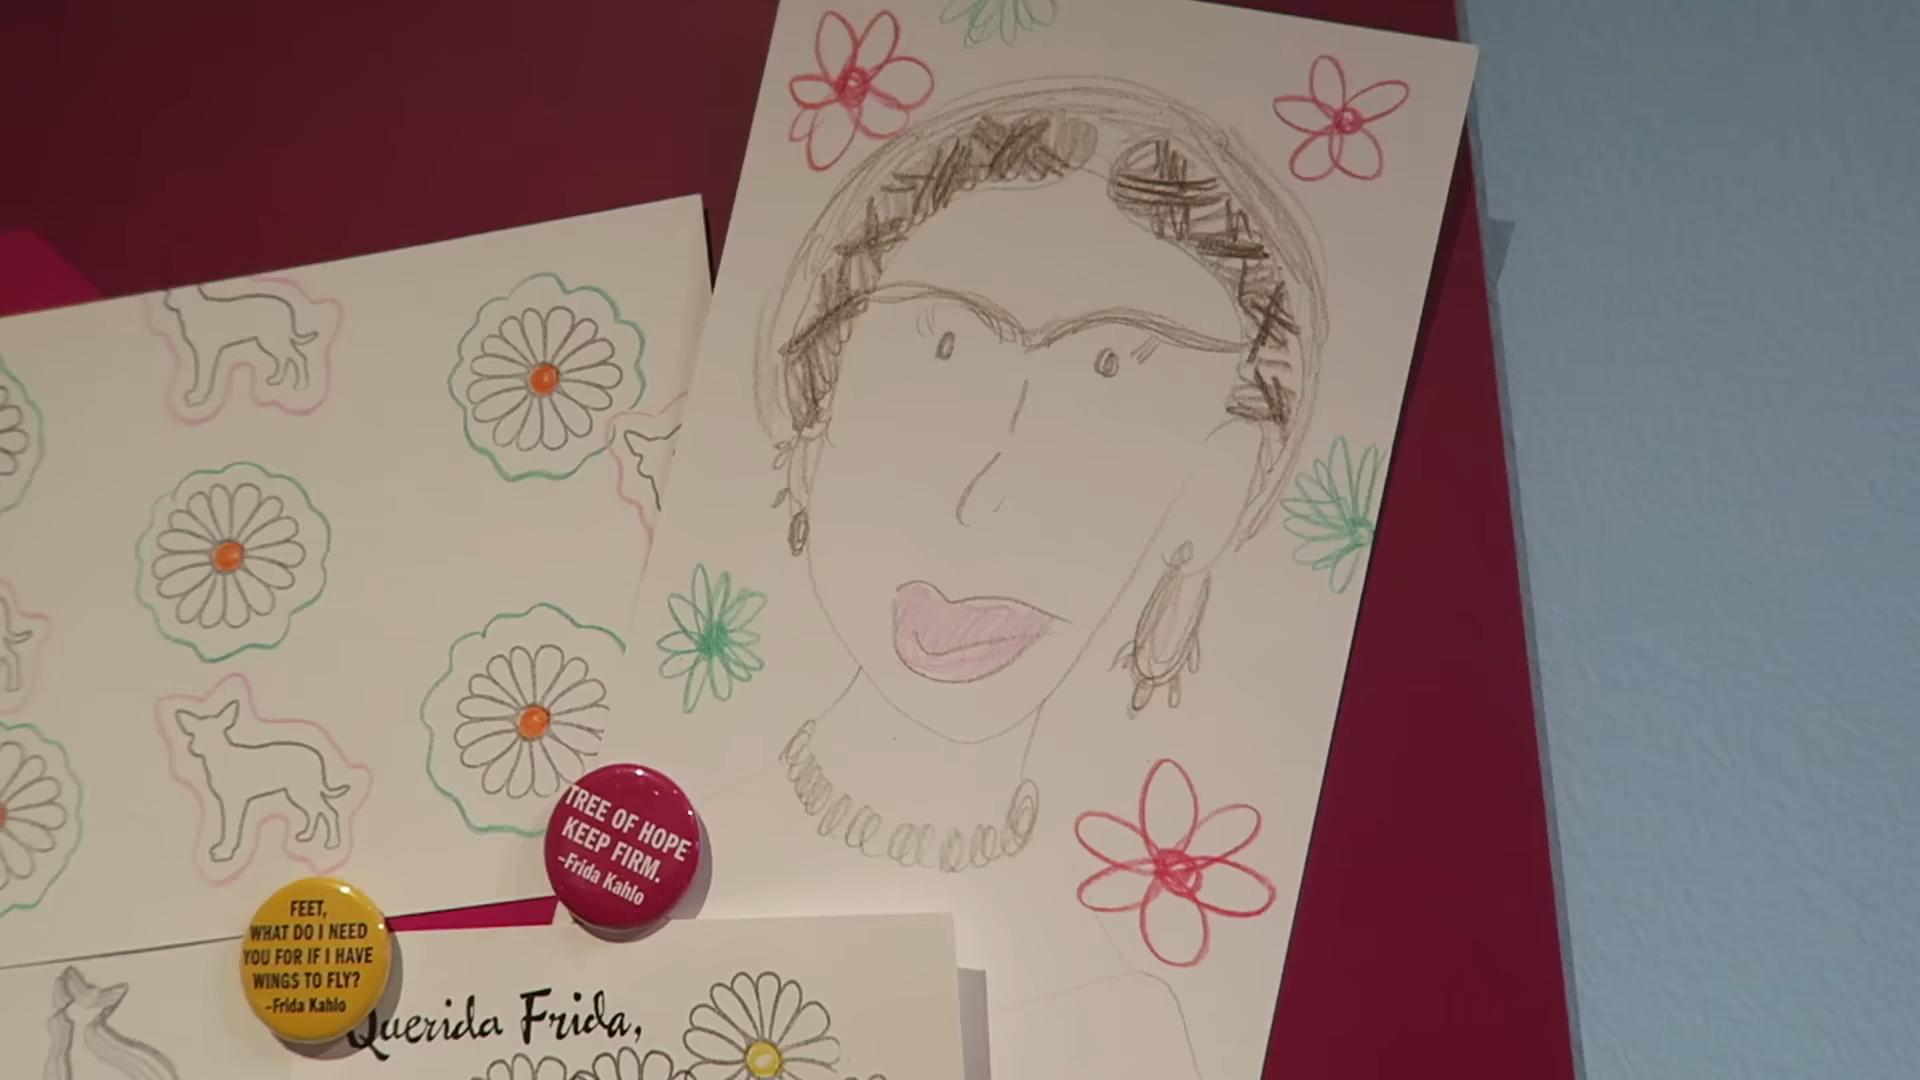 TREE OF HOPE
KEEP FIRM.
-Frida Kahlo
FEET,
WHAT DO I NEED
YOU FOR IF I HAVE
WINGS TO FLY?
-Frida Kahlo
Querida Frida,